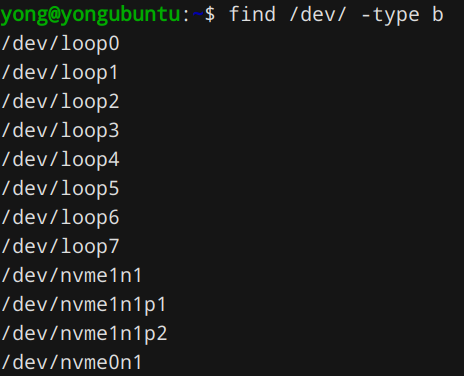 yong@yongubuntu:~$ find /dev/ -type b
/dev/loop0
/dev/loop1
/dev/loop2
/dev/loop3
/dev/loop4
/dev/loop5
/dev/loop6
/dev/loop7
/dev/nvme1n1
/dev/nvme1n1p1
/dev/nvme1n1p2
/dev/nvme0n1